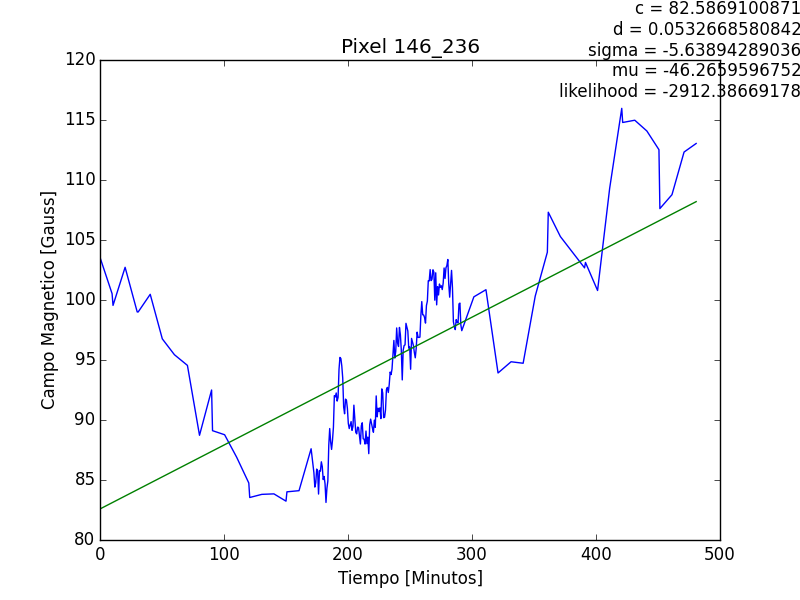 c = 82.5869100871
d = 0.0532668580842
Pixel 146_236
sigma = -5.63894289036
mu = -46.2659596752
likelihood = -2912.38669178
120
115
110
105
100
95
90
85
80
Campo Magnetico [Gauss]
0 100 200 300 400 500
Tiempo [Minutos]